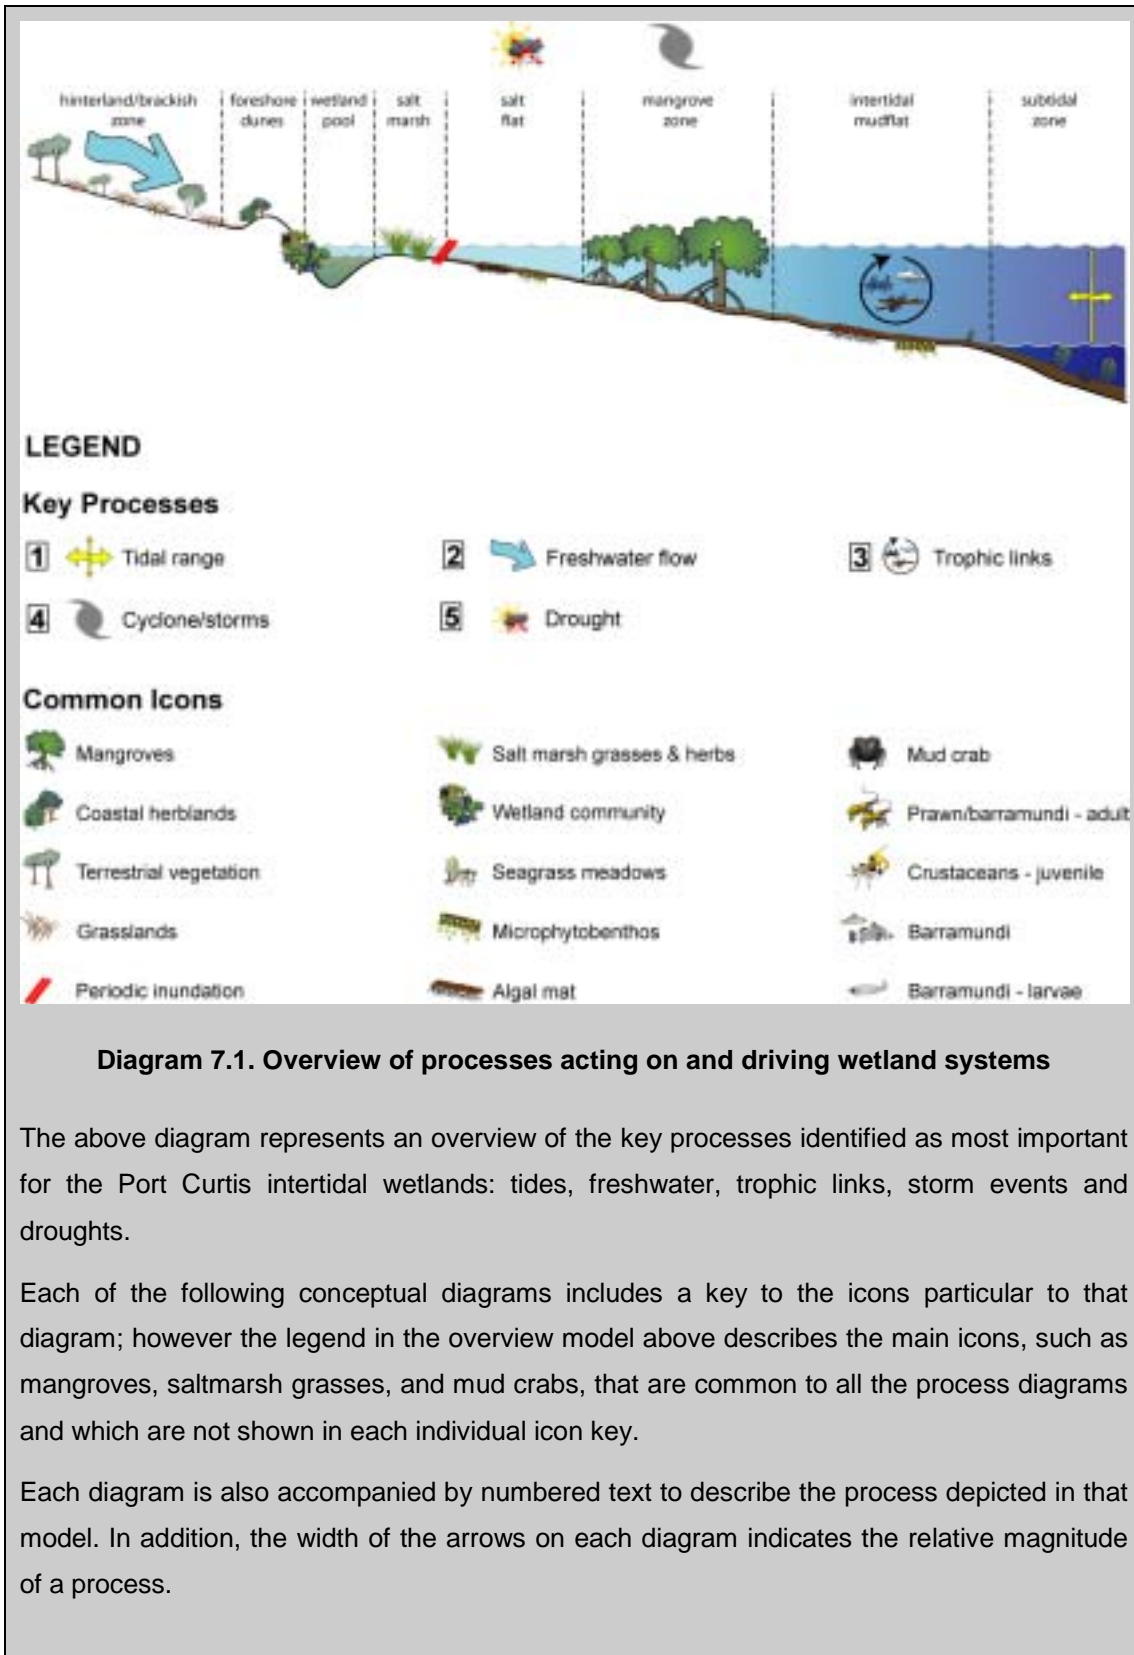 hinterland/brackish zone
foreshore dunes
wetland pool
salt marsh
salt flat
mangrove zone
intertidal mudflat
subtidal zone
LEGEND
Key Processes
1 Tidal range
2 Freshwater flow
3 Trophic links
4 Cyclone/storms
5 Drought
Common Icons
Mangroves
Salt marsh grasses & herbs
Mud crab
Coastal herblands
Wetland community
Prawn/barramundi - adult
Terrestrial vegetation
Seagrass meadows
Crustaceans - juvenile
Grasslands
Microphytobenthos
Barramundi
Periodic inundation
Algal mat
Barramundi - larvae
Diagram 7.1. Overview of processes acting on and driving wetland systems
The above diagram represents an overview of the key processes identified as most important
for the Port Curtis intertidal wetlands: tides, freshwater, trophic links, storm events and
droughts.
Each of the following conceptual diagrams includes a key to the icons particular to that
diagram; however the legend in the overview model above describes the main icons, such as
mangroves, saltmarsh grasses, and mud crabs, that are common to all the process diagrams
and which are not shown in each individual icon key.
Each diagram is also accompanied by numbered text to describe the process depicted in that
model. In addition, the width of the arrows on each diagram indicates the relative magnitude
of a process.